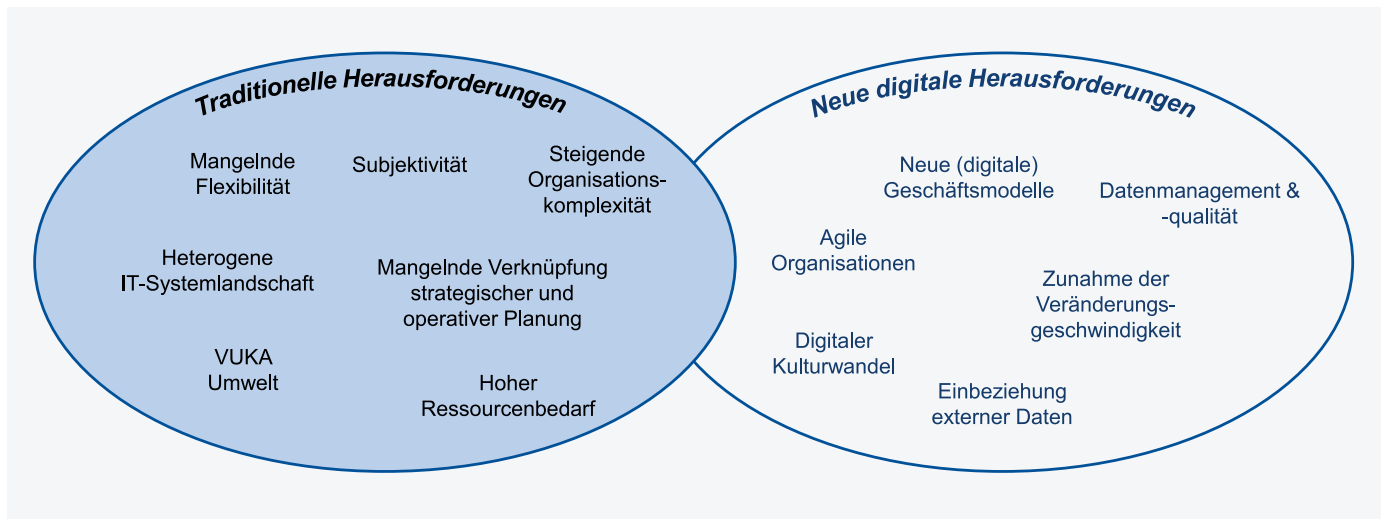 Traditionelle Herausforderungen
Mangelnde
Flexibilität
Subjektivität
Steigende
Organisations-
komplexität
Heterogene
IT-Systemlandschaft
Mangelnde Verknüpfung
strategischer und
operativer Planung
VUKA
Umwelt
Hoher
Ressourcenbedarf
Neue digitale Herausforderungen
Neue (digitale)
Geschäftsmodelle
Datenmanagement &
-qualität
Agile
Organisationen
Zunahme der
Veränderungs-
geschwindigkeit
Digitaler
Kulturwandel
Einbeziehung
externer Daten